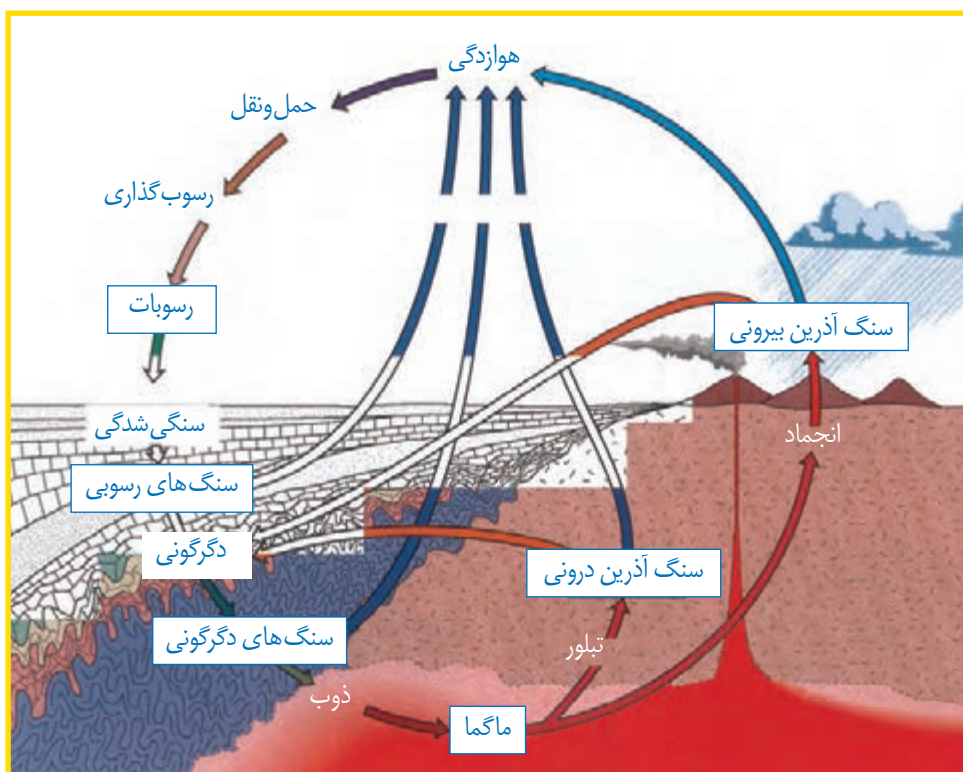 هوازدگی
حمل‌ونقل
رسوب‌گذاری
رسوبات
سنگ آذرین بیرونی
سنگی‌شدگی
انجماد
سنگ‌های رسوبی
دگرگونی
سنگ آذرین درونی
سنگ‌های دگرگونی
تبلور
ذوب
ماگما